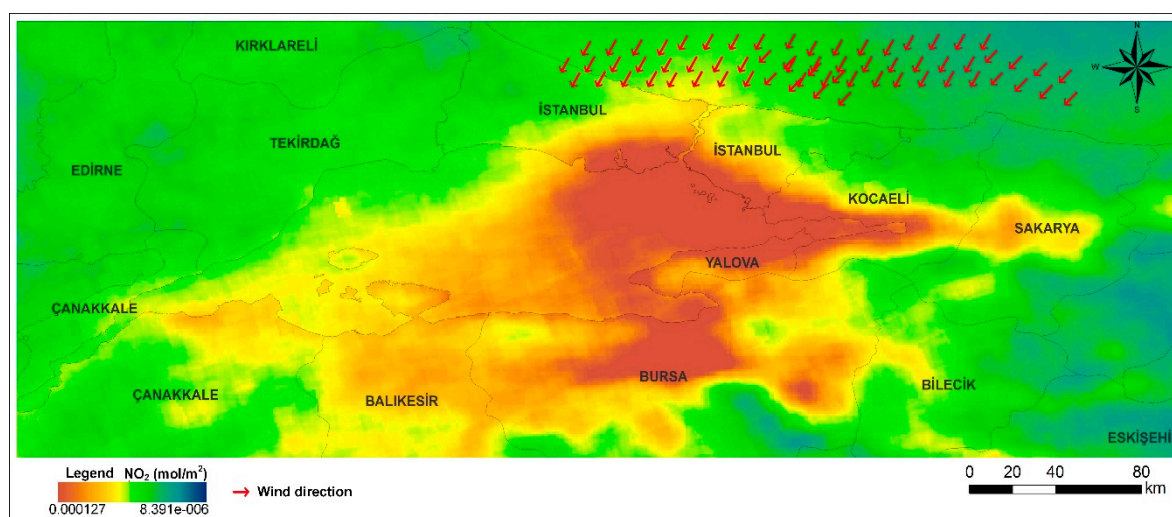 KIRKLARELİ
N
W
E
S
İSTANBUL
TEKİRDAĞ
İSTANBUL
EDİRNE
KOCAELİ
SAKARYA
YALOVA
ÇANAKKALE
BURSA
BİLECİK
ÇANAKKALE
BALIKESİR
ESKİŞEHİ
Legend NO₂ (mol/m²)
Wind direction
0.000127 8.391e-006
0 20 40 80
km